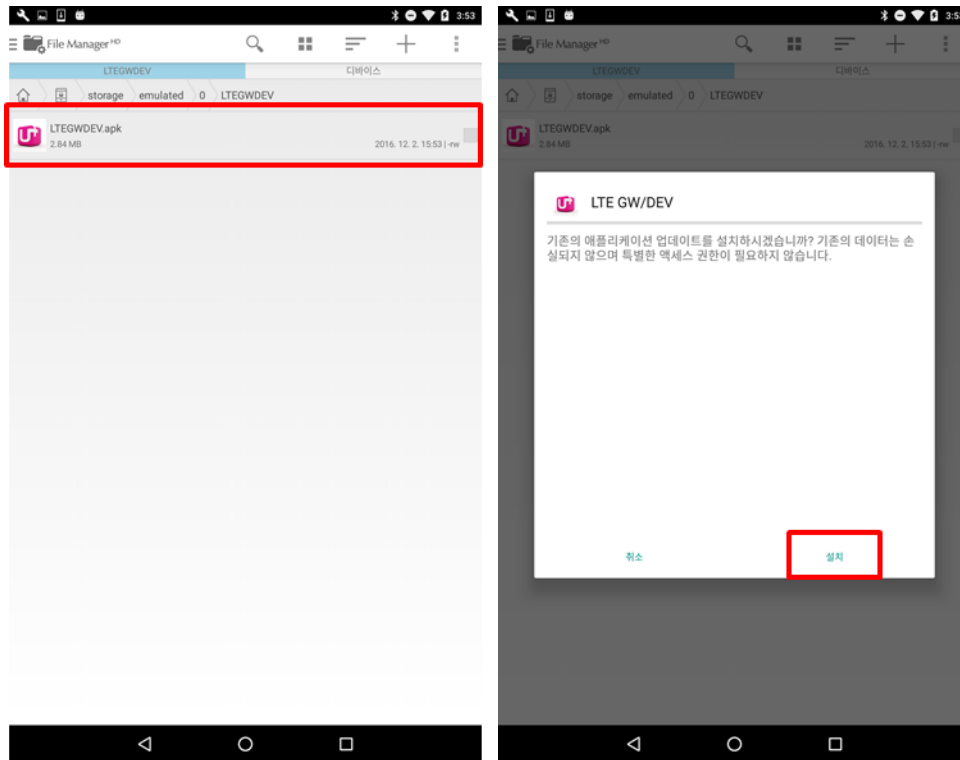 3:53
File Manager HD
LTEGWDEV
디바이스
storage
emulated
0
LTEGWDEV
LTEGWDEV.apk
2.84 MB
2016. 12. 2. 15:53 | -rw
3:53
File Manager HD
LTEGWDEV
디바이스
storage
emulated
0
LTEGWDEV
LTEGWDEV.apk
2.84 MB
2016. 12. 2. 15:53 | -rw
U+
LTE GW/DEV
기존의 애플리케이션 업데이트를 설치하시겠습니까? 기존의 데이터는 손
실되지 않으며 특별한 액세스 권한이 필요하지 않습니다.
취소
설치